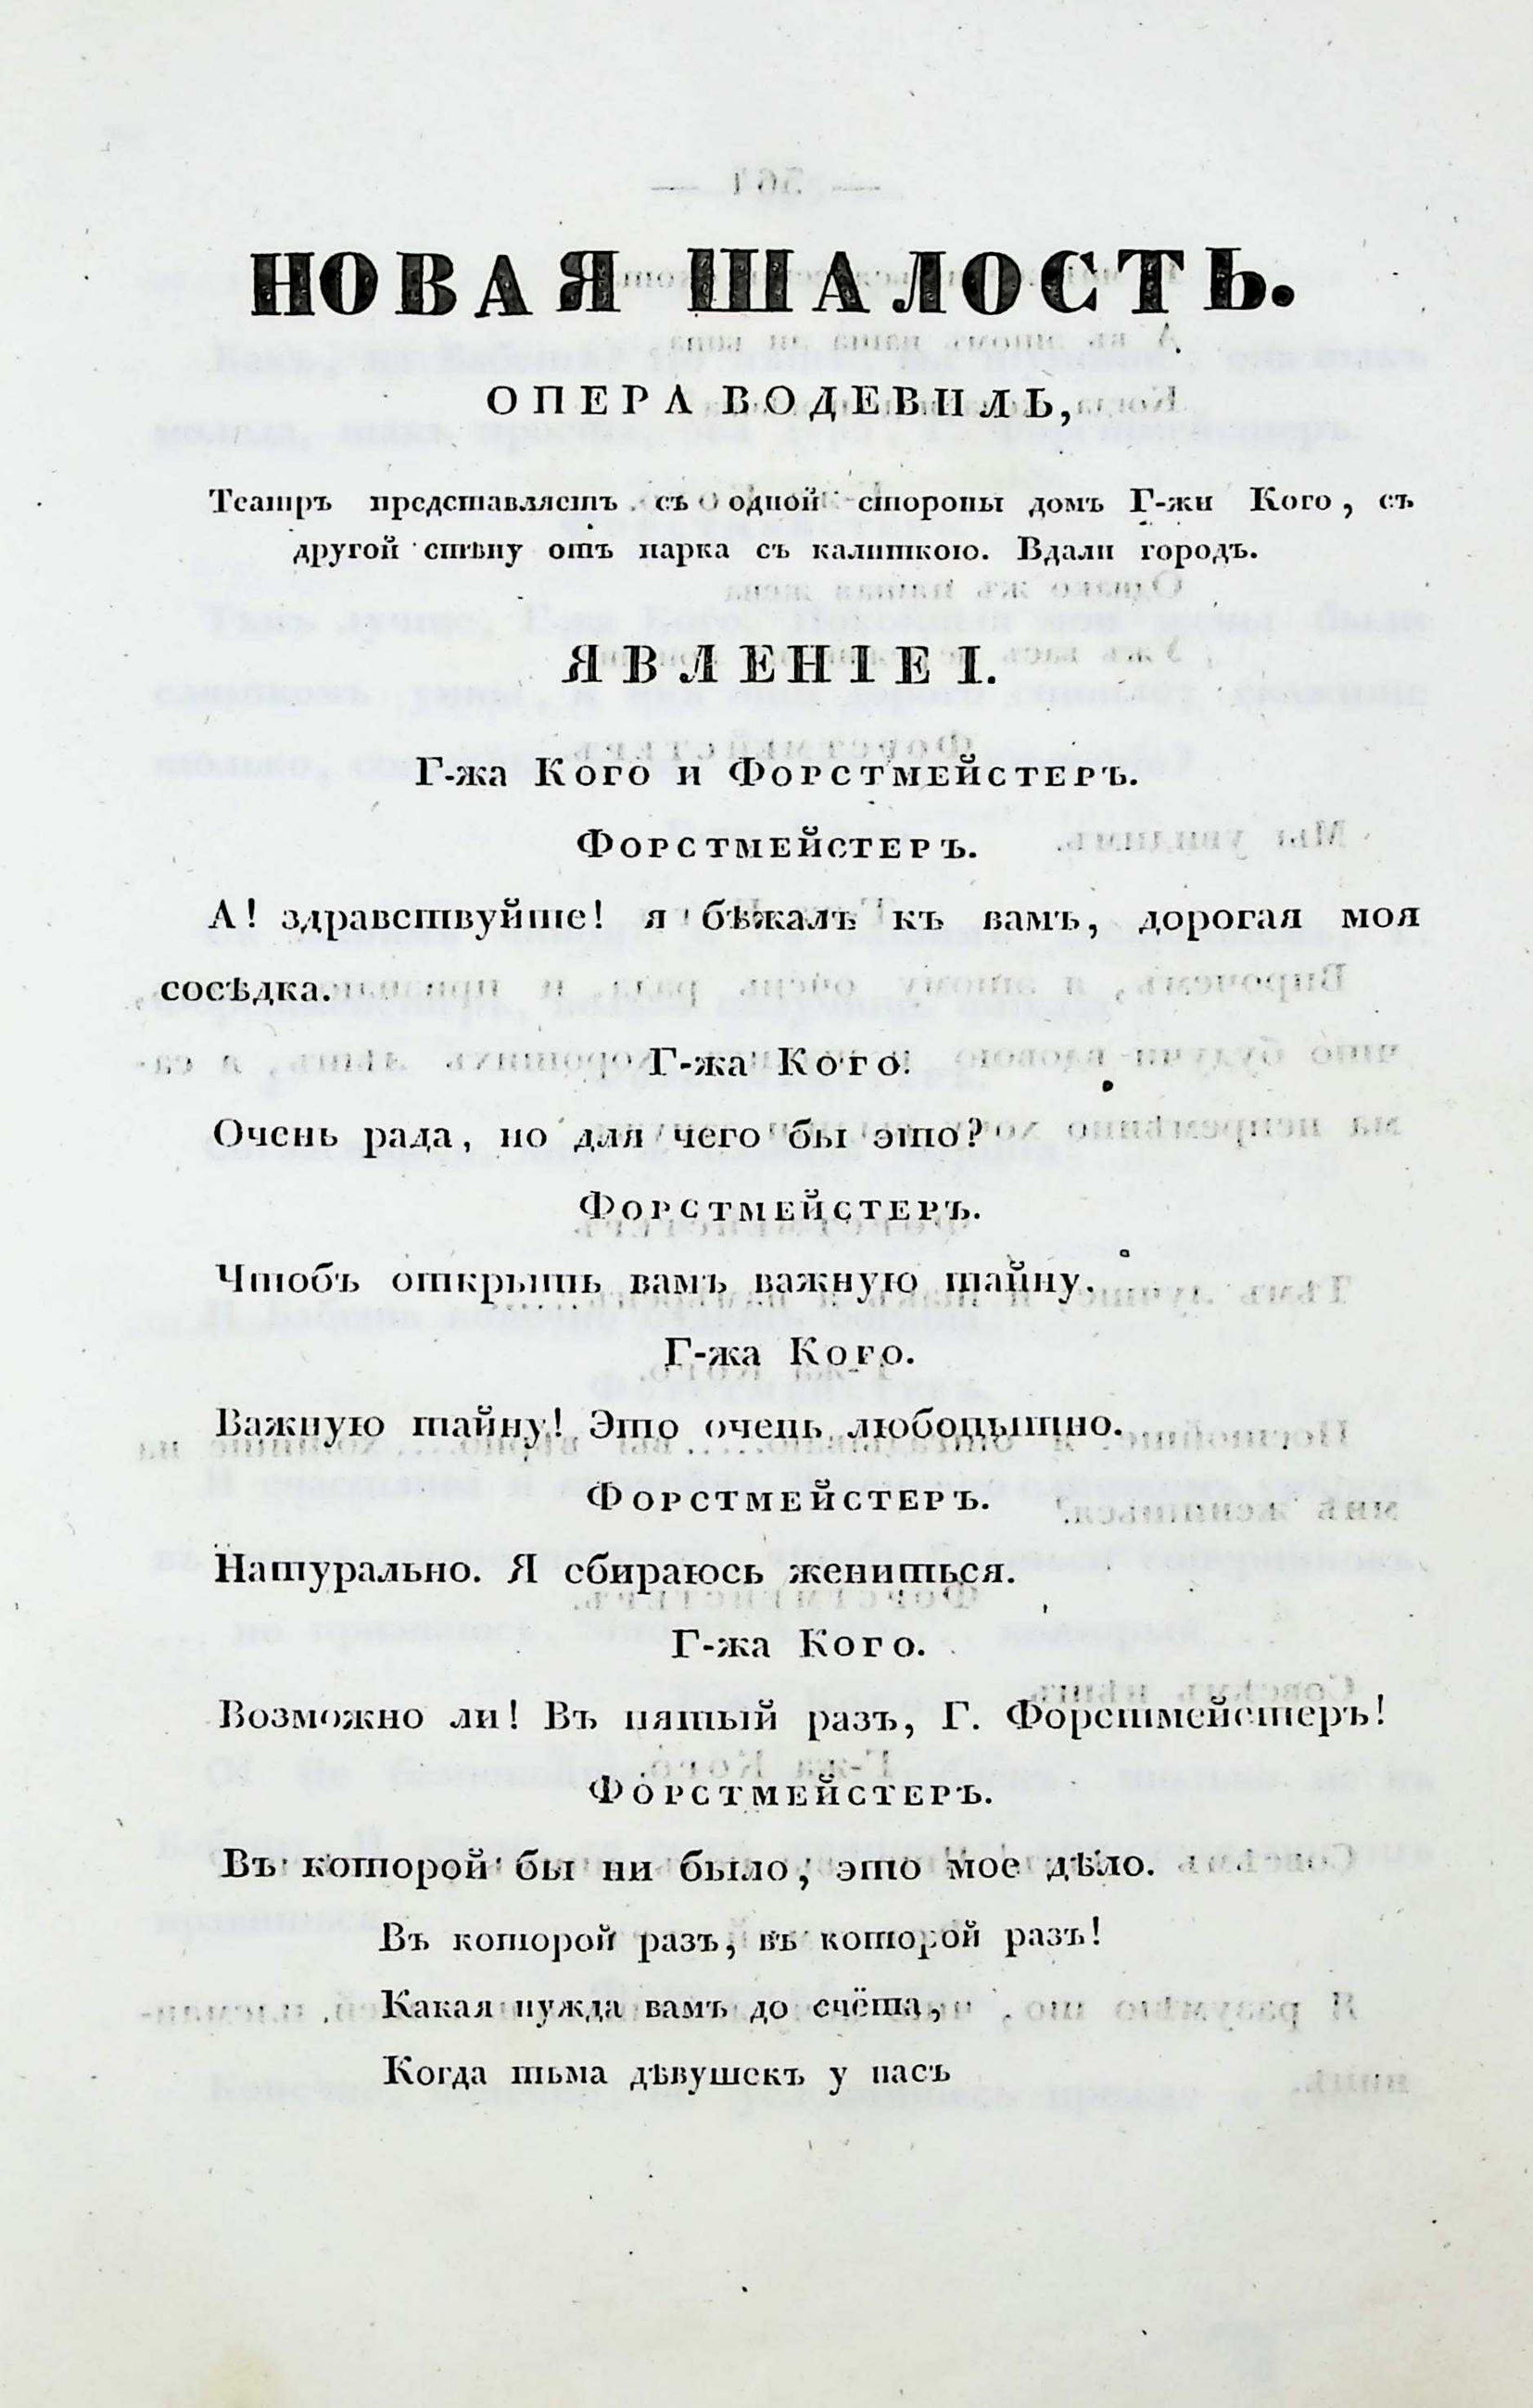 НОВАЯ ШАЛОСТЬ.
ОПЕРА ВОДЕВИЛЬ,
Театръ представляетъ съ одной стороны домъ Г-жи Кого, съ
другой стѣну отъ парка съ калиткою. Вдали городъ.
ЯВЛЕНІЕ I.
Г-жа Кого и Форстмейстеръ.
Форстмейстеръ.
А! здравствуйте! я бѣжалъ къ вамъ, дорогая моя
сосѣдка.
Г-жа Кого.
Очень рада, но для чего бы это?
Форстмейстеръ.
Чтобъ открыть вамъ важную тайну.
Г-жа Кого.
Важную тайну! Это очень любопытно.
Форстмейстеръ.
Натурально. Я сбираюсь жениться.
Г-жа Кого.
Возможно ли! Въ пятый разъ, Г. Форстмейстеръ!
Форстмейстеръ.
Въ которой бы ни было, это мое дѣло.
Въ которой разъ, въ которой разъ!
Какая нужда вамъ до счёта,
Когда тьма дѣвушекъ у насъ